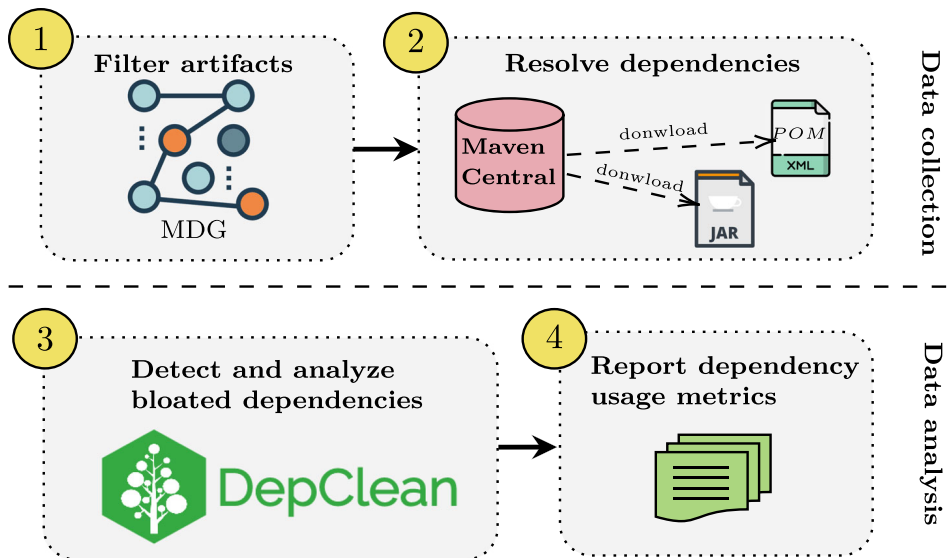 1
Filter artifacts
MDG
2
Resolve dependencies
Maven
Central
donwload
donwload
POM
XML
JAR
Data collection
3
Detect and analyze
bloated dependencies
DepClean
4
Report dependency
usage metrics
Data analysis